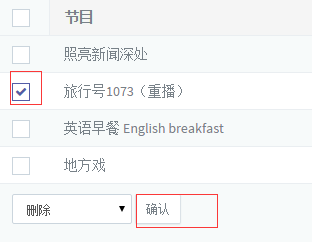 节目
照亮新闻深处
旅行号1073（重播）
英语早餐 English breakfast
地方戏
删除 确认